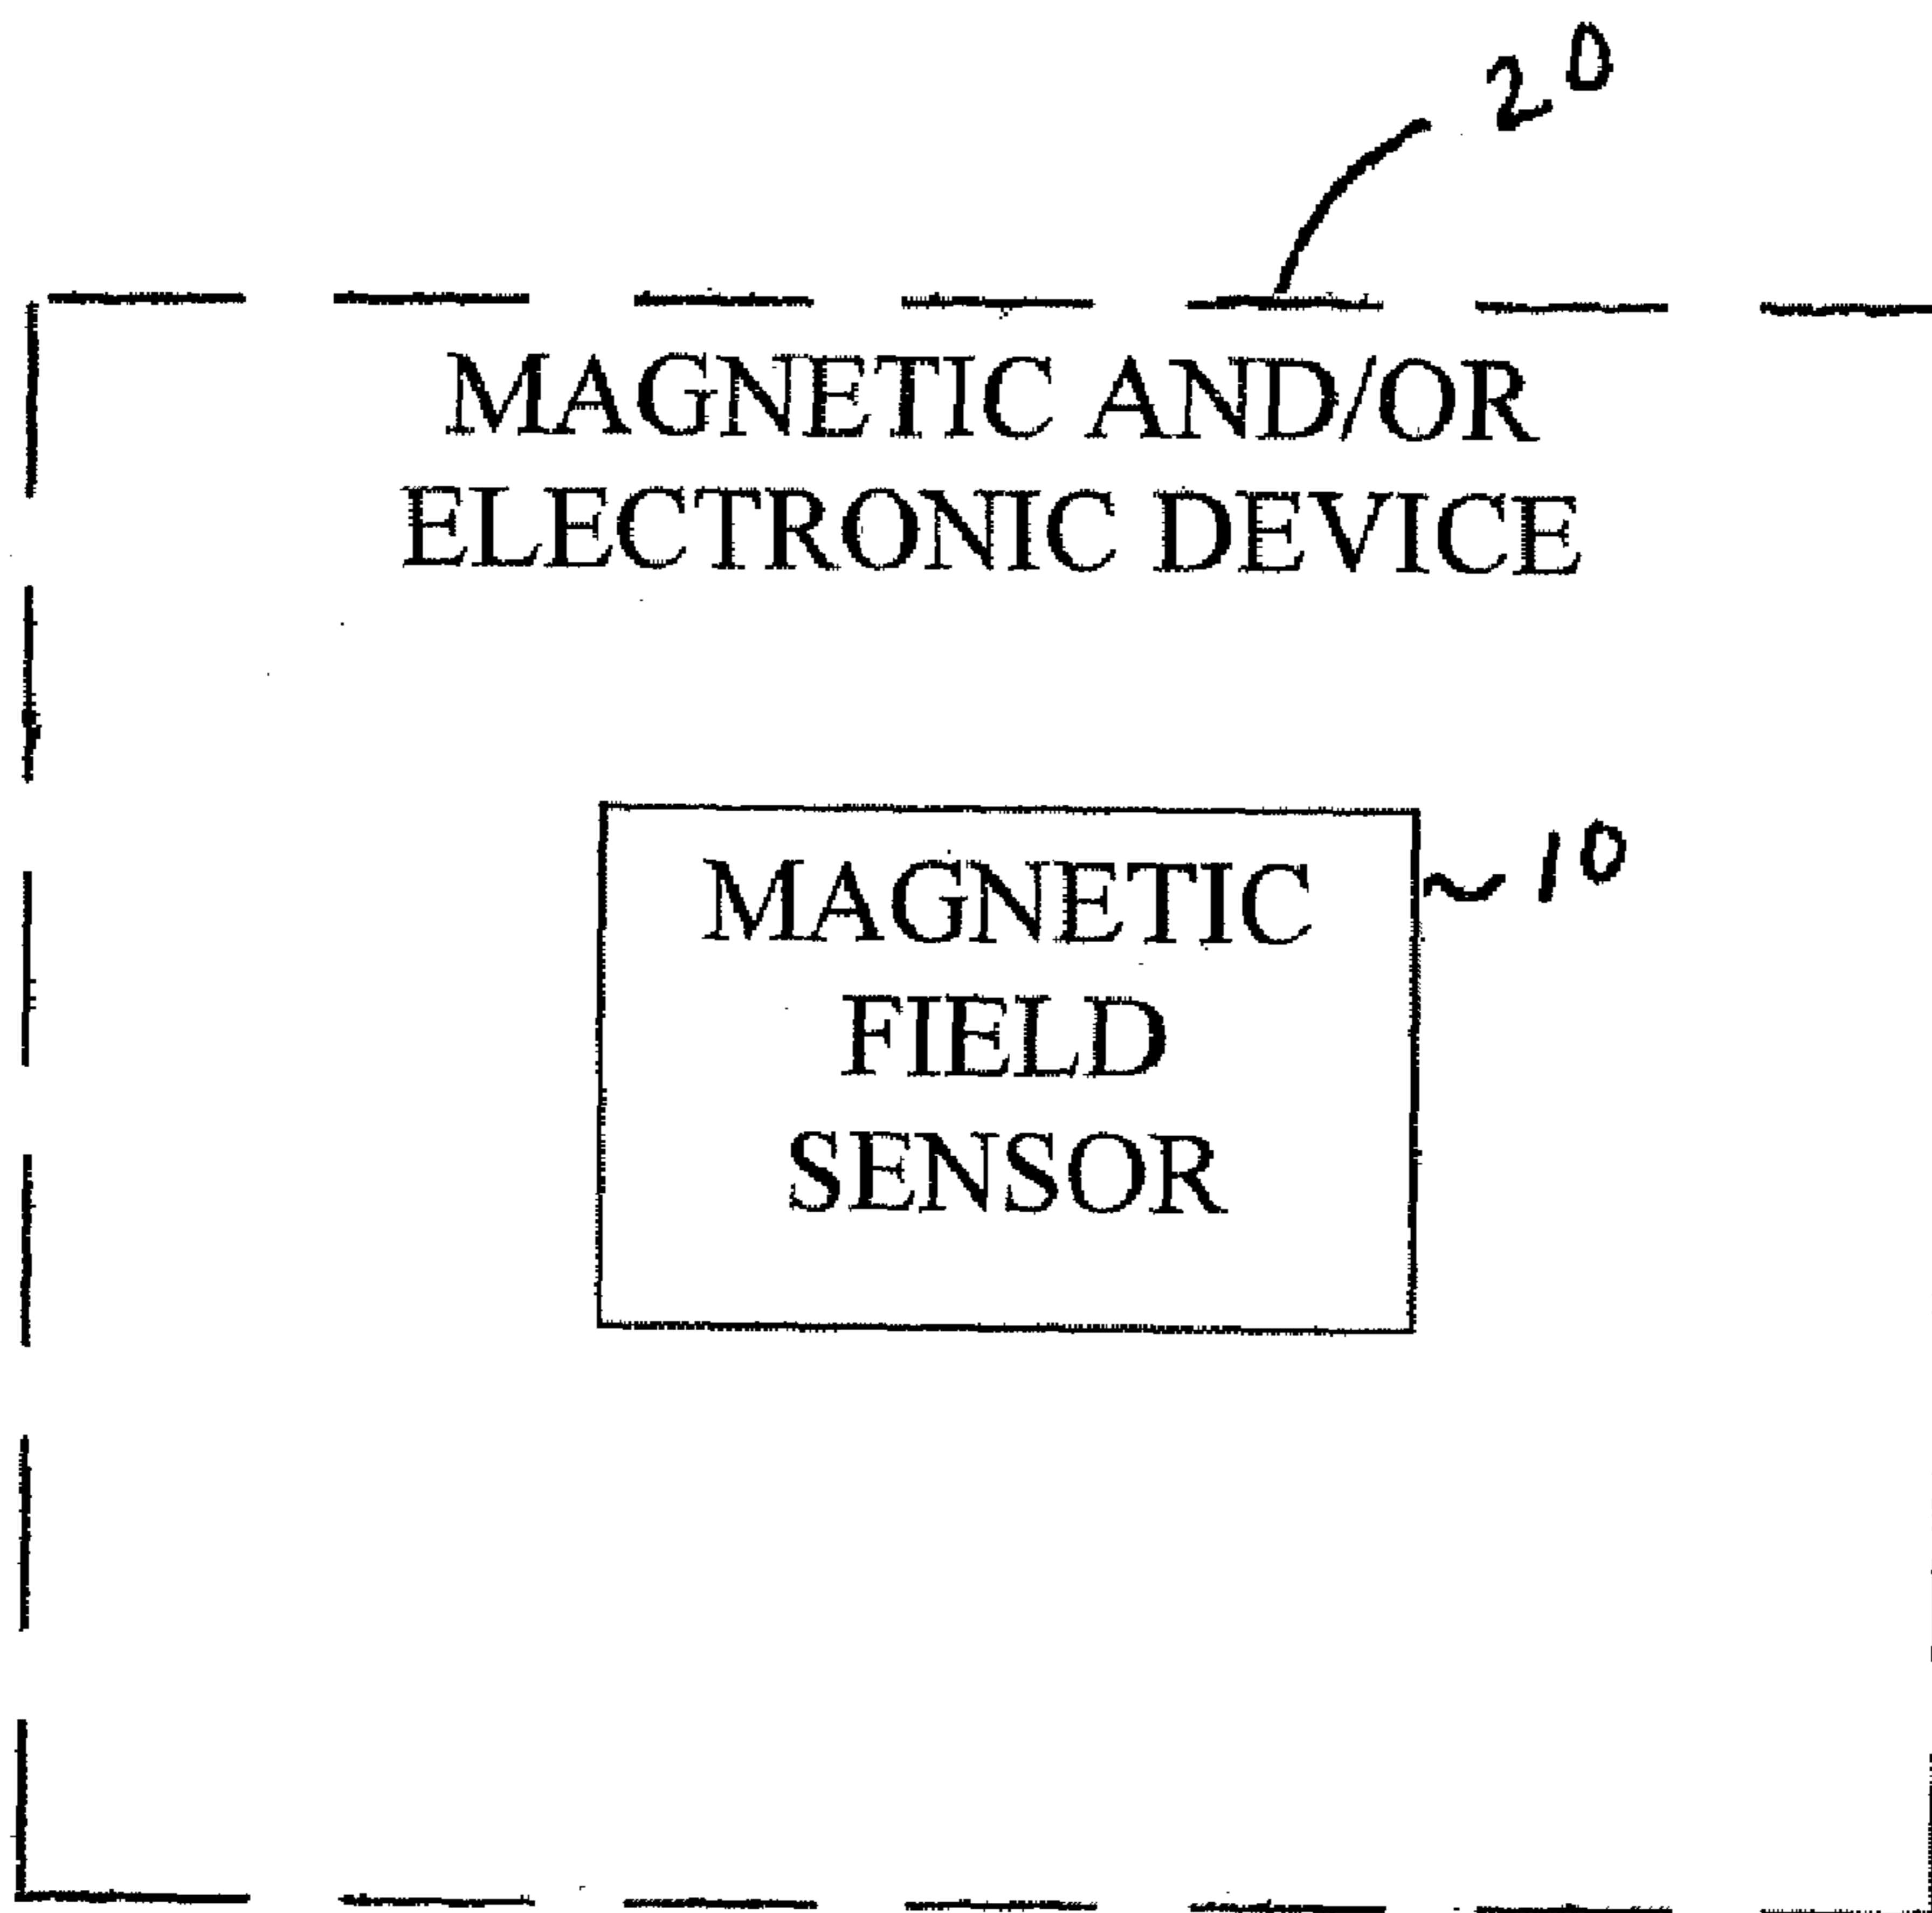 20
MAGNETIC AND/OR
ELECTRONIC DEVICE
MAGNETIC
~10
FIELD
SENSOR